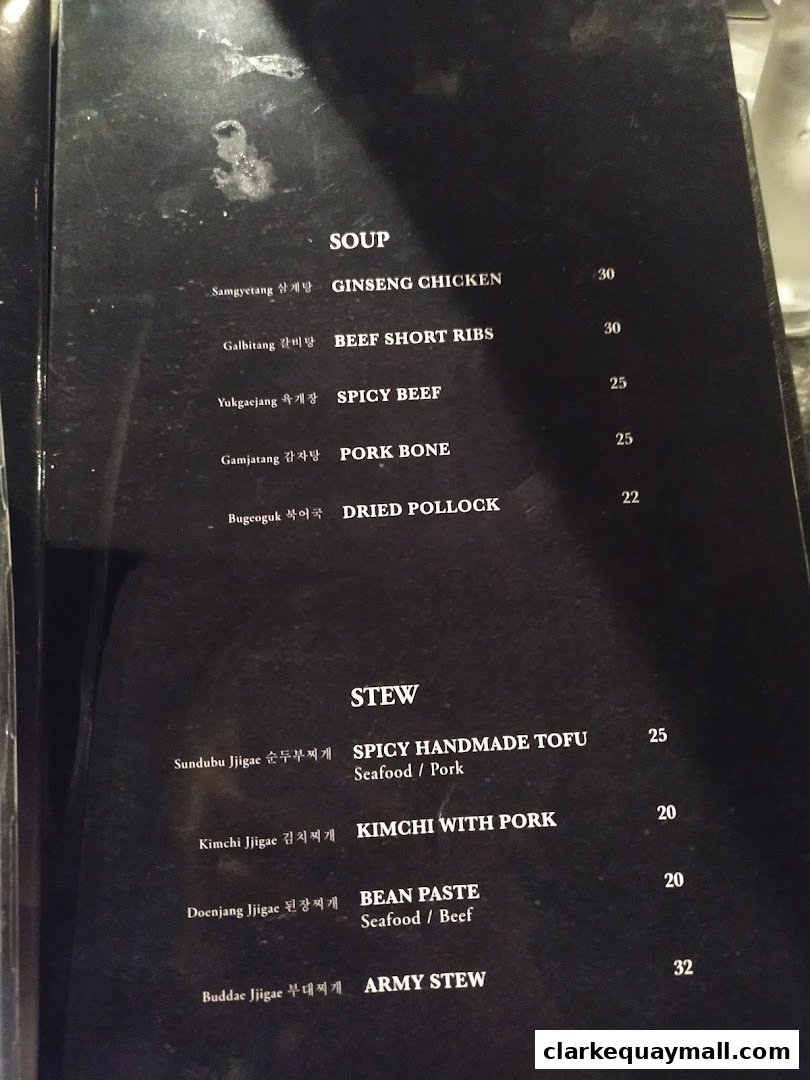 SOUP
Samgyetang 삼계탕 GINSENG CHICKEN 30
Galbitang 갈비탕 BEEF SHORT RIBS 30
Yukgaejang 육개장 SPICY BEEF 25
Gamjatang 감자탕 PORK BONE 25
Bugeoguk 북어국 DRIED POLLOCK 22
STEW
Sundubu Jjigae 순두부찌개 SPICY HANDMADE TOFU 25
Seafood / Pork
Kimchi Jjigae 김치찌개 KIMCHI WITH PORK 20
Doenjang Jjigae 된장찌개 BEAN PASTE 20
Seafood / Beef
Buddae Jjigae 부대찌개 ARMY STEW 32
clarkequaymall.com